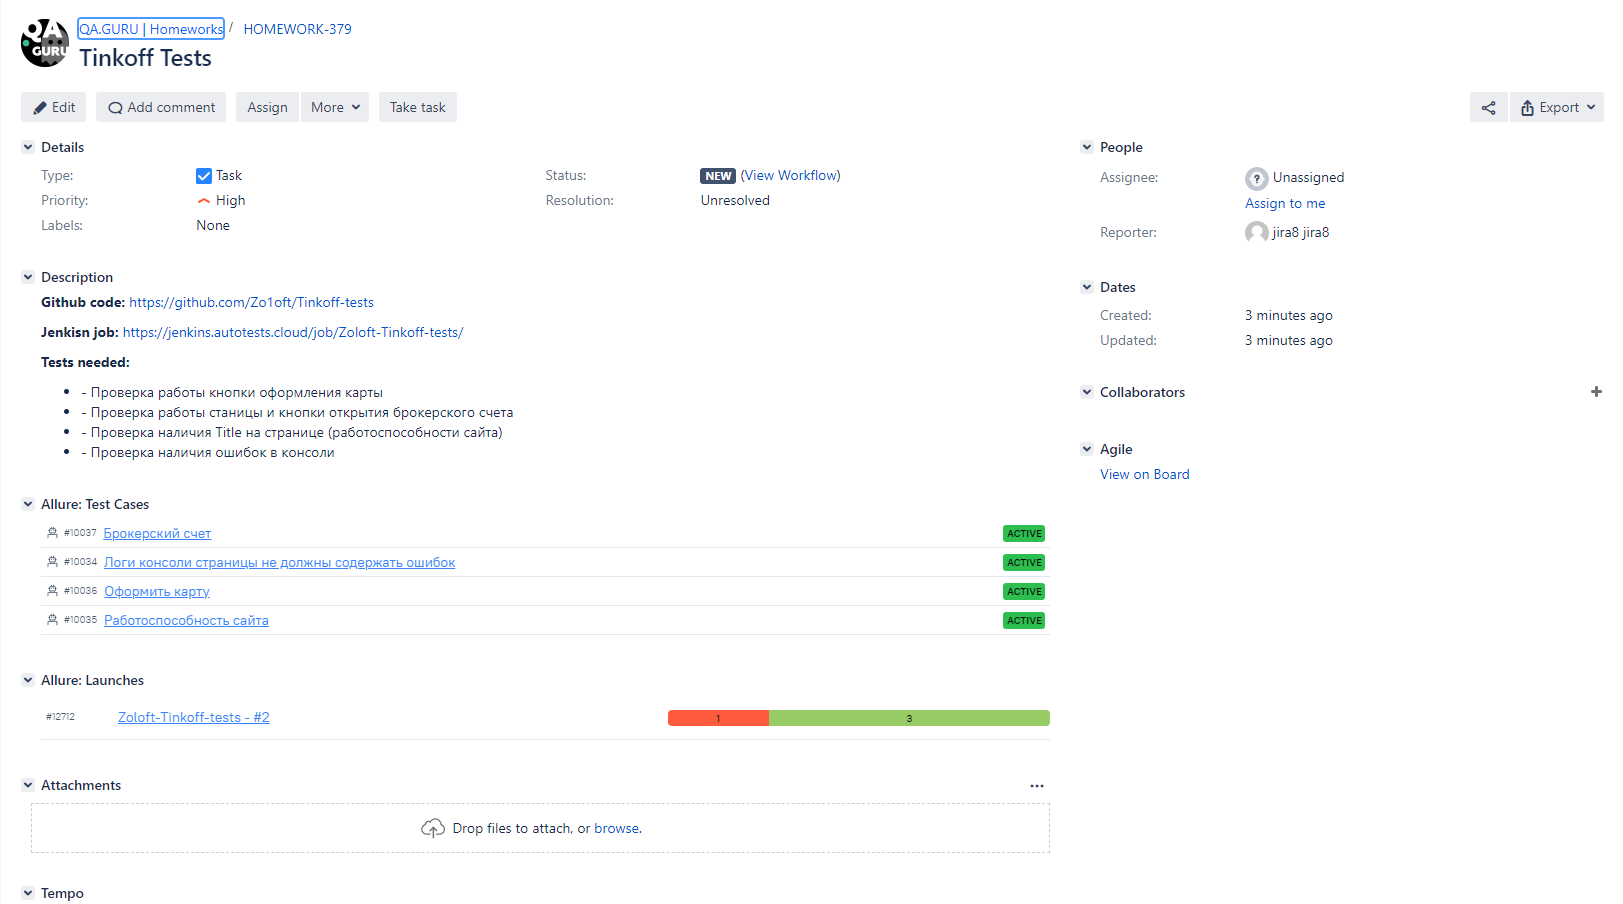 QA
GURU
QA.GURU | Homeworks / HOMEWORK-379
Tinkoff Tests
Edit Add comment Assign More Take task Export
Details
Type: Task Status: NEW (View Workflow)
Priority: High Resolution: Unresolved
Labels: None
Description
Github code: https://github.com/Zo1oft/Tinkoff-tests
Jenkisn job: https://jenkins.autotests.cloud/job/Zoloft-Tinkoff-tests/
Tests needed:
• - Проверка работы кнопки оформления карты
• - Проверка работы станицы и кнопки открытия брокерского счета
• - Проверка наличия Title на странице (работоспособности сайта)
• - Проверка наличия ошибок в консоли
Allure: Test Cases
#10037 Брокерский счет ACTIVE
#10034 Логи консоли страницы не должны содержать ошибок ACTIVE
#10036 Оформить карту ACTIVE
#10035 Работоспособность сайта ACTIVE
Allure: Launches
#12712 Zoloft-Tinkoff-tests - #2 1 3
Attachments
Drop files to attach, or browse.
Tempo
People
Assignee: ? Unassigned
Assign to me
Reporter: jira8 jira8
Dates
Created: 3 minutes ago
Updated: 3 minutes ago
Collaborators
Agile
View on Board